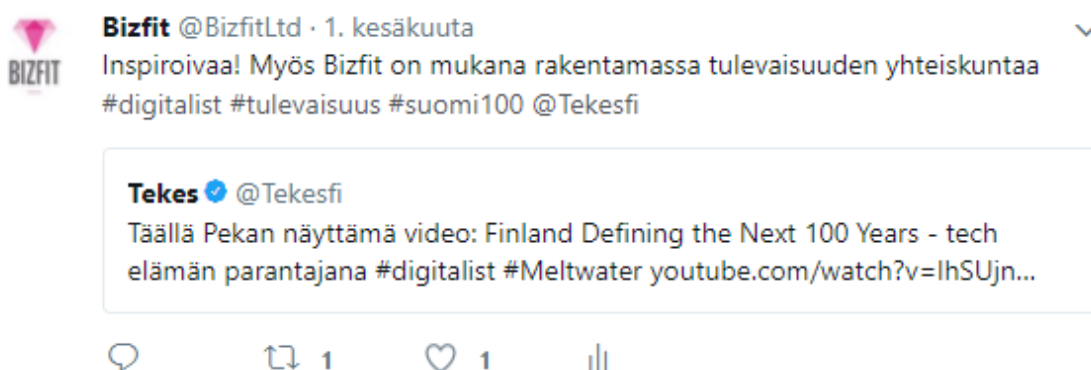 Bizfit @BizfitLtd · 1. kesäkuuta
BIZFIT
Inspiroivaa! Myös Bizfit on mukana rakentamassa tulevaisuuden yhteiskuntaa
#digitalist #tulevaisuus #suomi100 @Tekesfi
Tekes @Tekesfi
Täällä Pekan näyttämä video: Finland Defining the Next 100 Years - tech
elämän parantajana #digitalist #Meltwater youtube.com/watch?v=lhSUjn...
1 1